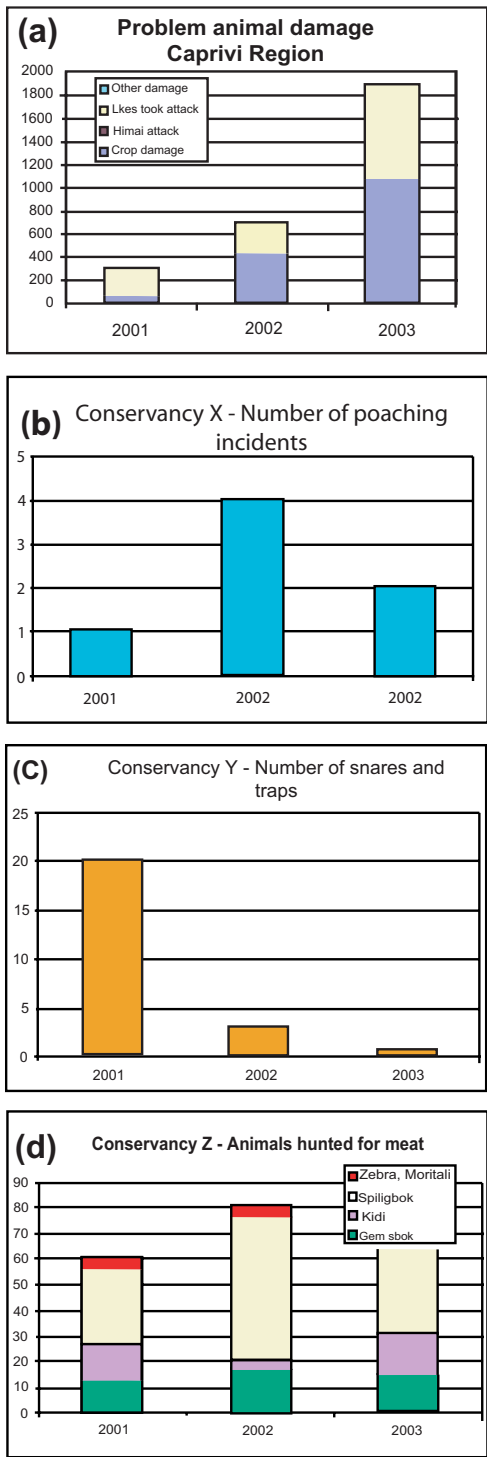 (a)
Problem animal damage
Caprivi Region
2000
1800
1600
1400
1200
1000
800
600
400
200
0
Other damage
Lkes took attack
Himai attack
Crop damage
2001 2002 2003
(b)
Conservancy X - Number of poaching
incidents
5
4
3
2
1
0
2001 2002 2002
(C)
Conservancy Y - Number of snares and
traps
25
20
15
10
5
0
2001 2002 2003
(d)
Conservancy Z - Animals hunted for meat
90
80
70
60
50
40
30
20
10
0
Zebra, Moritali
Spiligbok
Kidi
Gem sbok
2001 2002 2003